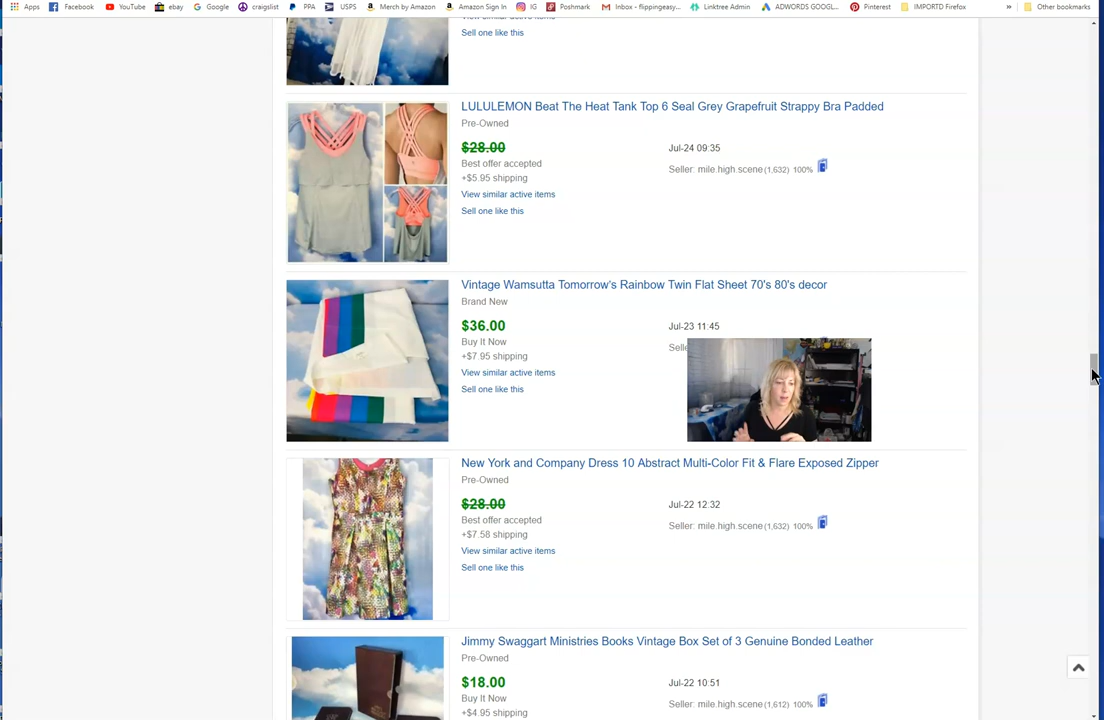 Apps Facebook YouTube ebay Google craigslist PPA USPS Merch by Amazon Amazon Sign In IG Poshmark Inbox - flippingeasy... Linktree Admin ADWORDS GOOGL... Pinterest IMPORTD Firefox » Other bookmarks
View similar active items
Sell one like this
LULULEMON Beat The Heat Tank Top 6 Seal Grey Grapefruit Strappy Bra Padded
Pre-Owned
$28.00 Jul-24 09:35
Best offer accepted Seller: mile.high.scene (1,632) 100%
+$5.95 shipping
View similar active items
Sell one like this
Vintage Wamsutta Tomorrow's Rainbow Twin Flat Sheet 70's 80's decor
Brand New
$36.00 Jul-23 11:45
Buy It Now
+$7.95 shipping
View similar active items
Sell one like this
New York and Company Dress 10 Abstract Multi-Color Fit & Flare Exposed Zipper
Pre-Owned
$28.00 Jul-22 12:32
Best offer accepted Seller: mile.high.scene (1,632) 100%
+$7.58 shipping
View similar active items
Sell one like this
Jimmy Swaggart Ministries Books Vintage Box Set of 3 Genuine Bonded Leather
Pre-Owned
$18.00 Jul-22 10:51
Buy It Now Seller: mile.high.scene (1,612) 100%
+$4.95 shipping